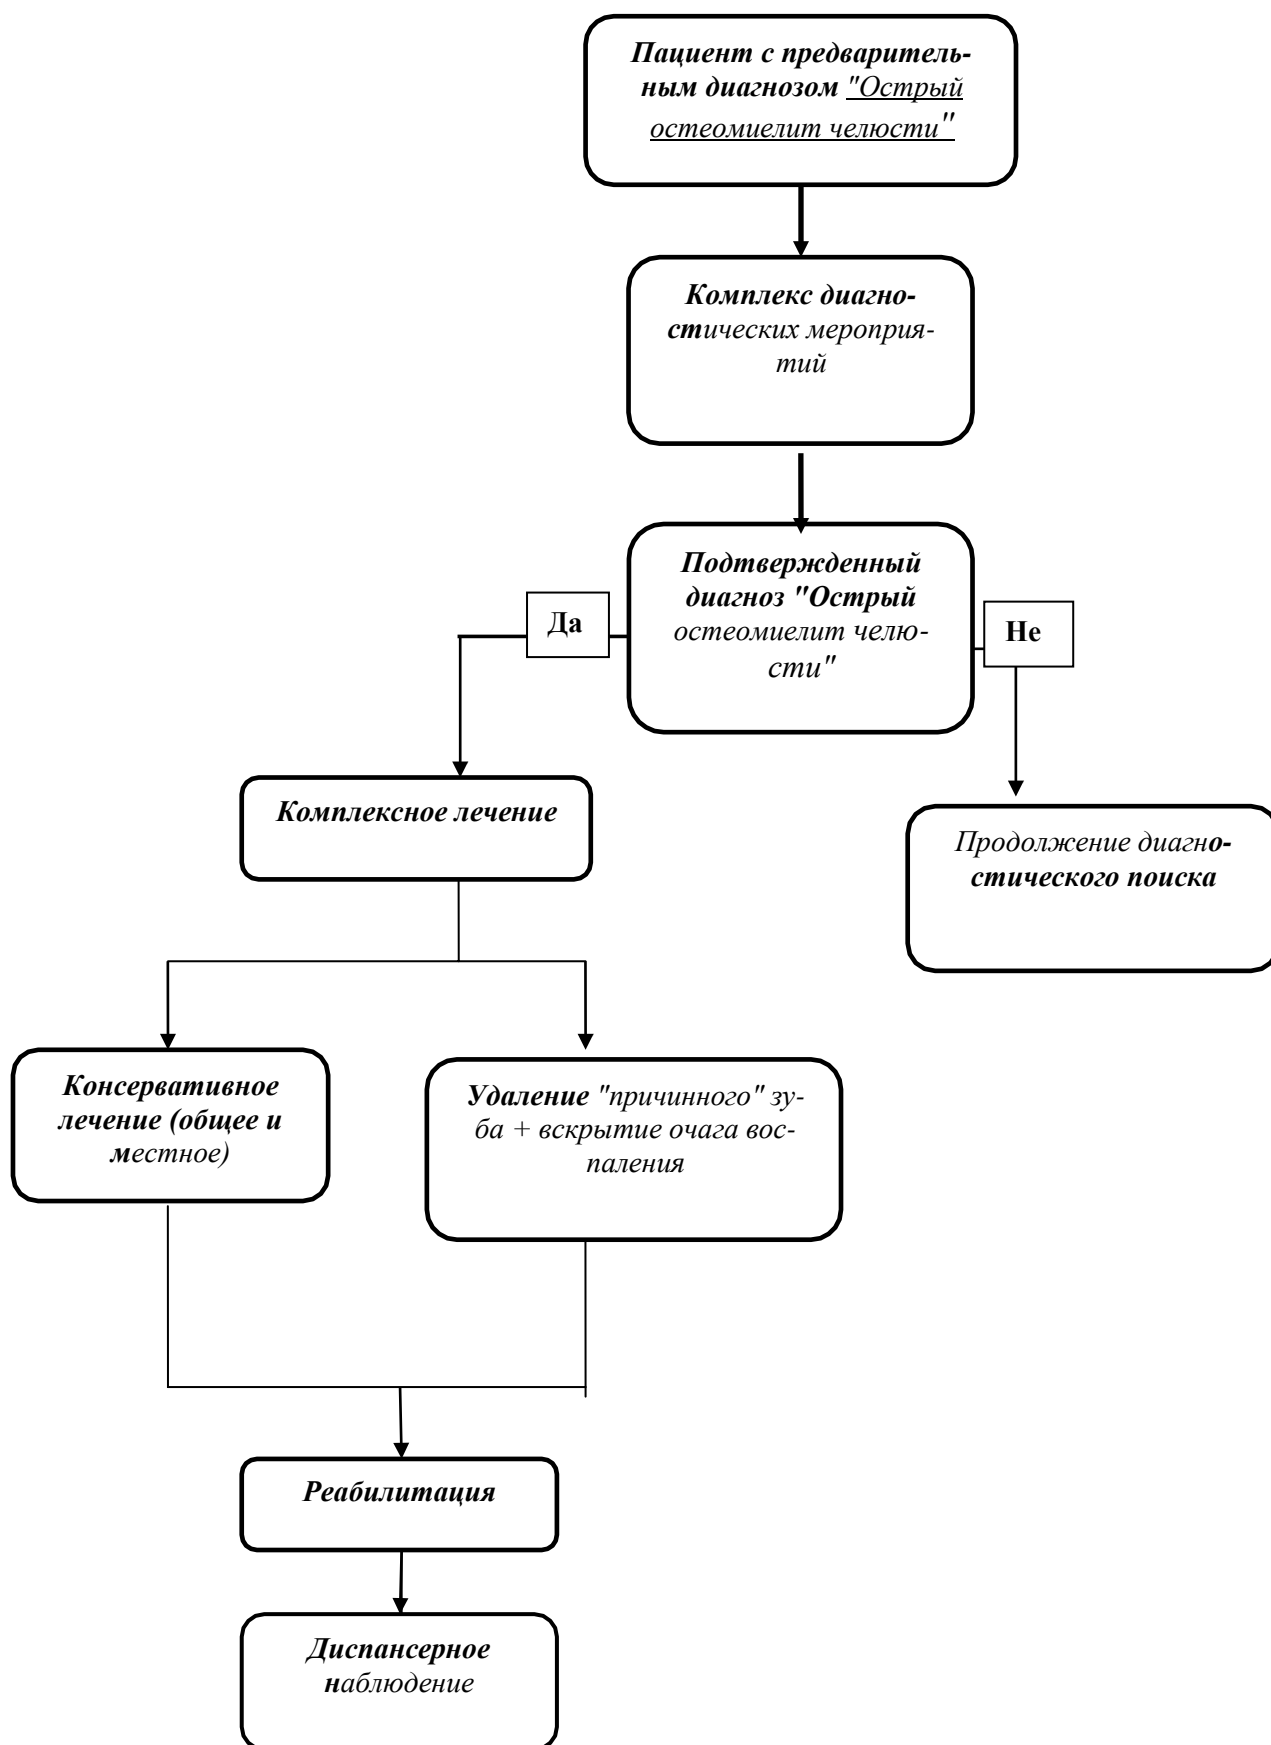 Пациент с предваритель-
ным диагнозом "Острый
остеомиелит челюсти"
Комплекс диагно-
стических мероприя-
тий
Подтвержденный
диагноз "Острый
остеомиелит челю-
сти"
Да
Не
Комплексное лечение
Продолжение диагно-
стического поиска
Консервативное
лечение (общее и
местное)
Удаление "причинного" зу-
ба + вскрытие очага вос-
паления
Реабилитация
Диспансерное
наблюдение